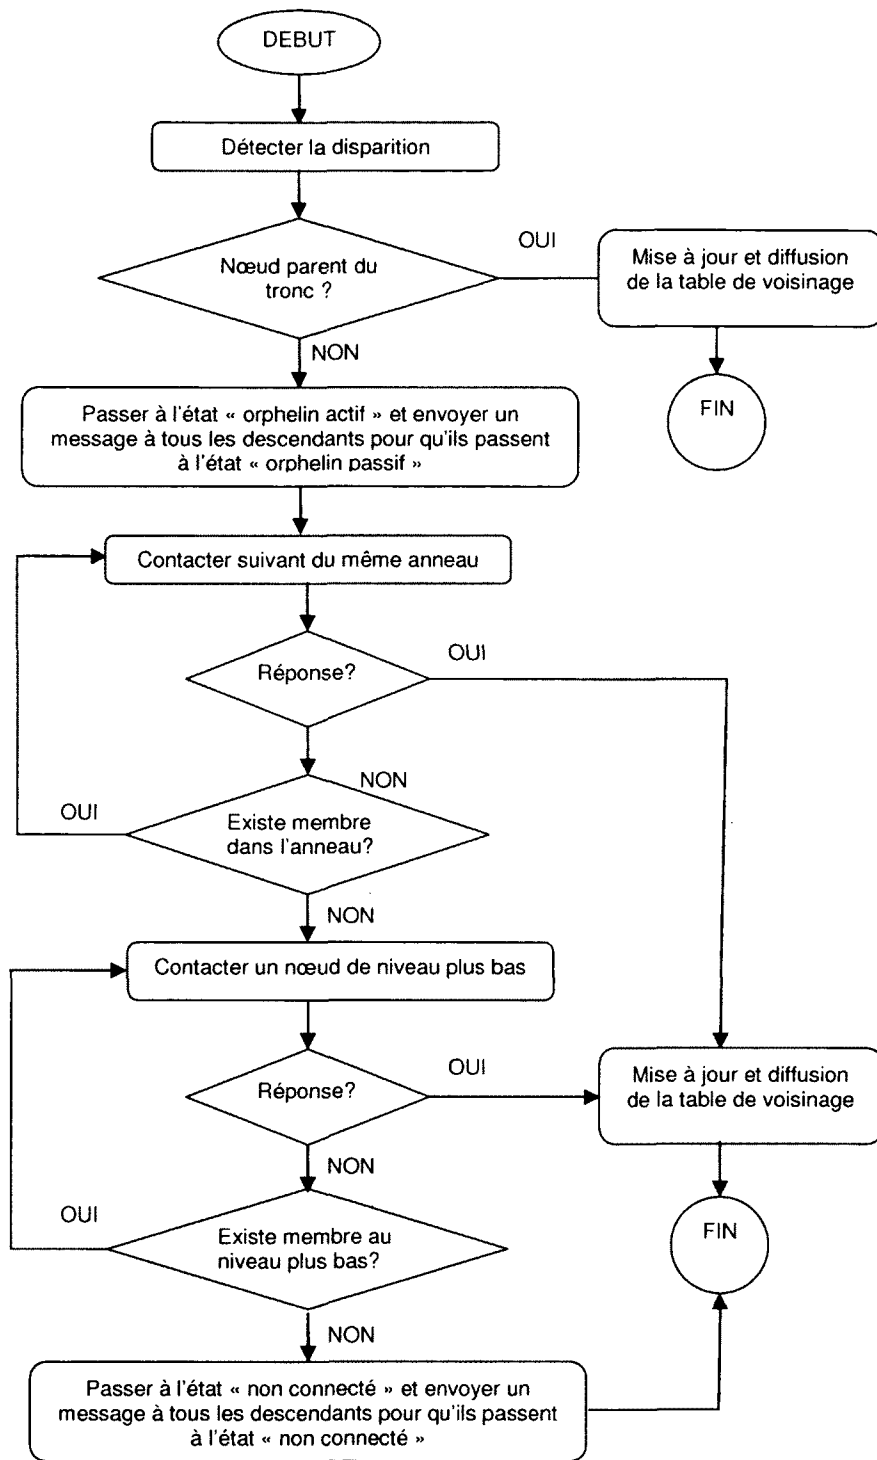 DEBUT
Détecter la disparition
Nœud parent du
tronc ?
OUI
Mise à jour et diffusion
de la table de voisinage
FIN
NON
Passer à l'état « orphelin actif » et envoyer un
message à tous les descendants pour qu'ils passent
à l'état « orphelin passif »
Contacter suivant du même anneau
Réponse?
OUI
NON
Existe membre
dans l'anneau?
OUI
NON
Contacter un nœud de niveau plus bas
Réponse?
OUI
Mise à jour et diffusion
de la table de voisinage
NON
Existe membre au
niveau plus bas?
OUI
FIN
NON
Passer à l'état « non connecté » et envoyer un
message à tous les descendants pour qu'ils passent
à l'état « non connecté »